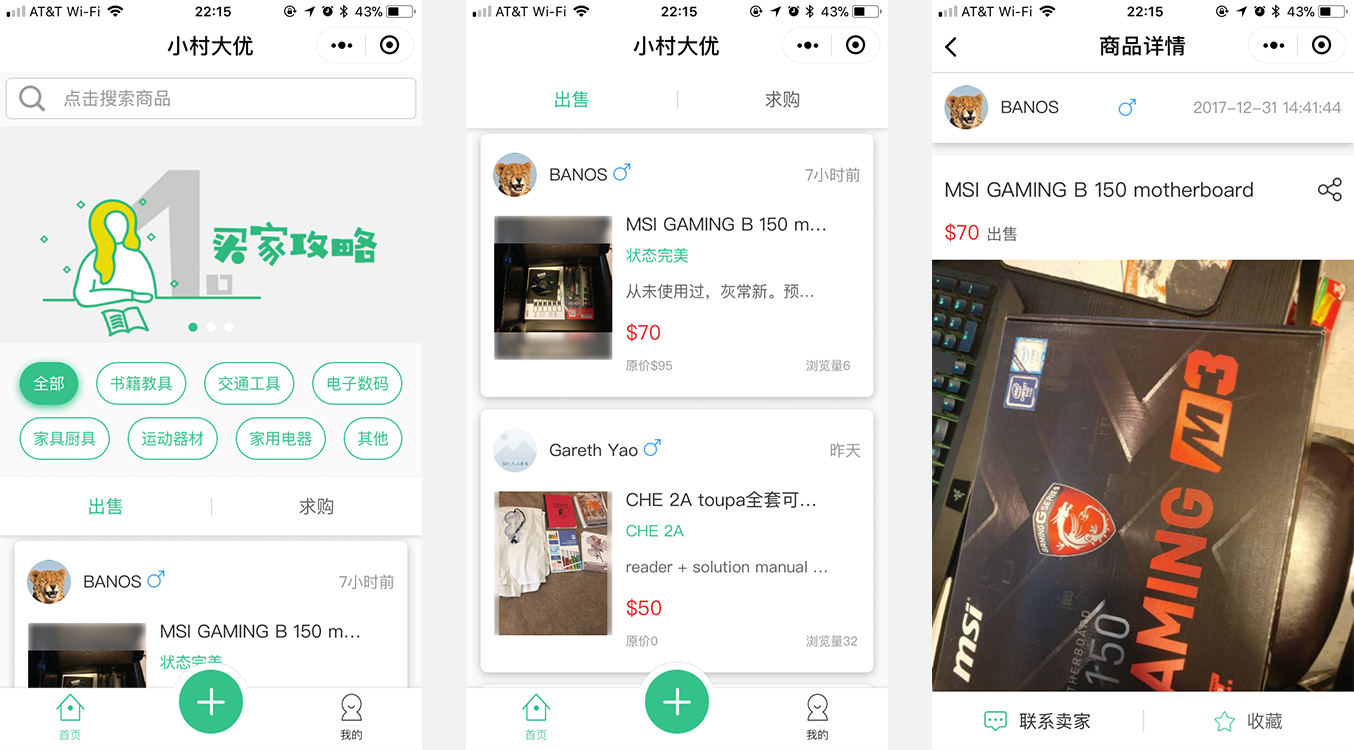 AT&T Wi-Fi 22:15 43%
小村大优
点击搜索商品
1.
买家攻略
全部 书籍教具 交通工具 电子数码
家具厨具 运动器材 家用电器 其他
出售 求购
BANOS 7小时前
MSI GAMING B 150 m...
状态完美
首页 我的
AT&T Wi-Fi 22:15 43%
小村大优
出售 求购
BANOS 7小时前
MSI GAMING B 150 m...
状态完美
从未使用过，灰常新。预...
$70
原价$95 浏览量6
Gareth Yao 昨天
CHE 2A toupa全套可...
CHE 2A
reader + solution manual ...
$50
原价0 浏览量32
首页 我的
AT&T Wi-Fi 22:15 43%
商品详情
BANOS 2017-12-31 14:41:44
MSI GAMING B 150 motherboard
$70 出售
GAMING M3
GAMING G SERIES
msi
联系卖家 收藏